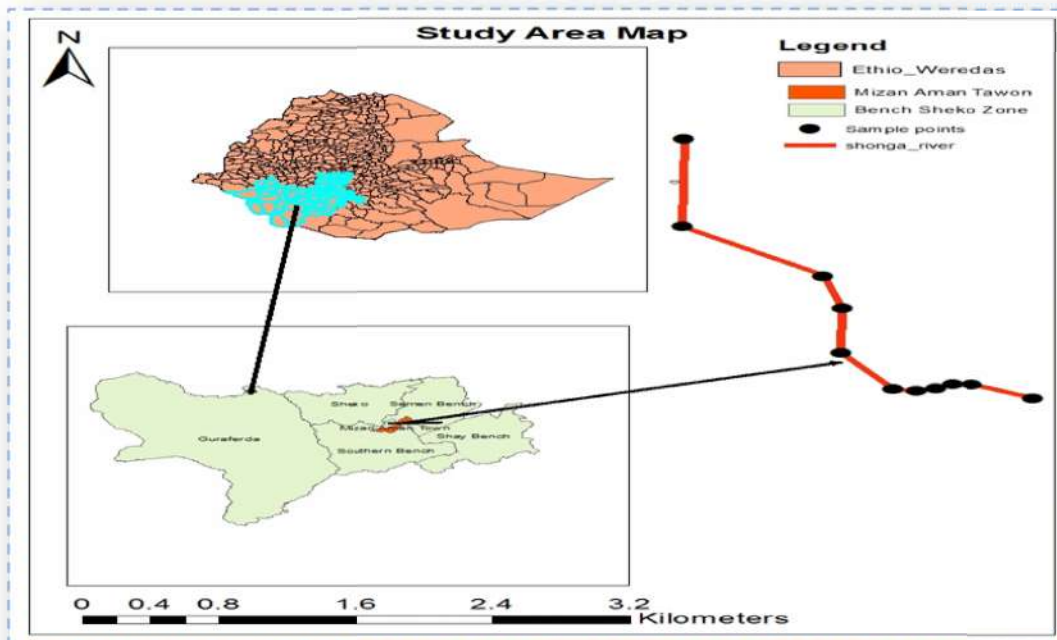 Study Area Map
N
Legend
Ethio_Weredas
Mizan Aman Tawon
Bench Sheko Zone
Sample points
shonga_river
Sheko
Semen Bench
Guraferda
Mizan Aman Town
Shay Bench
Southern Bench
0 0.4 0.8 1.6 2.4 3.2
Kilometers